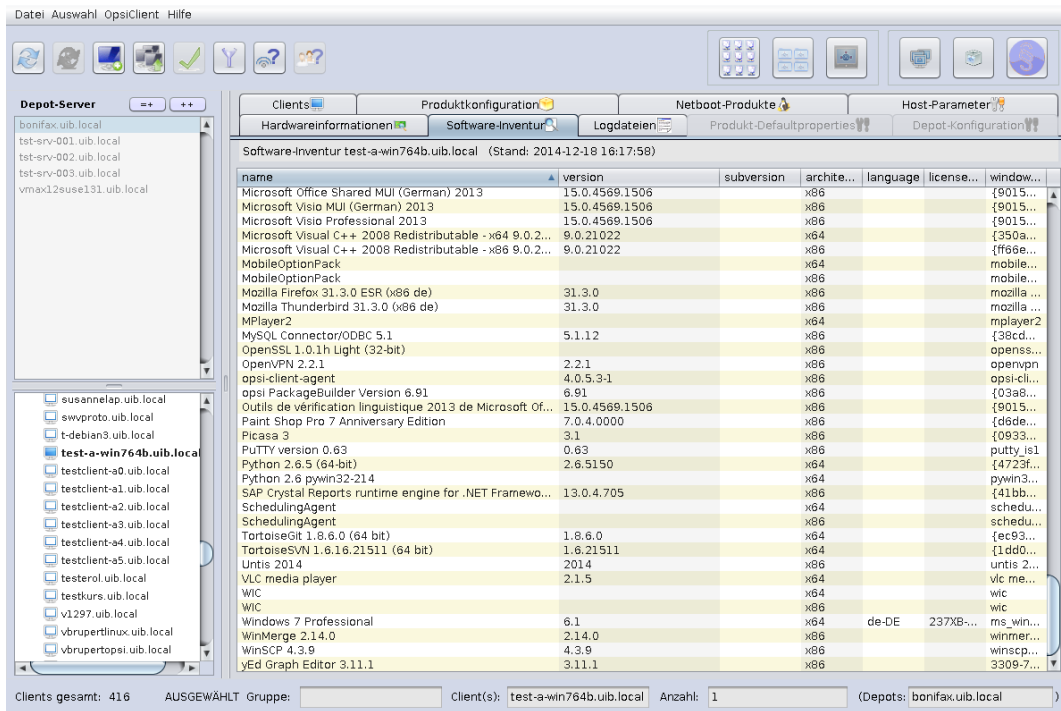 Datei Auswahl OpsiClient Hilfe
Depot-Server =+ ++
bonifax.uib.local
tst-srv-001.uib.local
tst-srv-002.uib.local
tst-srv-003.uib.local
vmax12suse131.uib.local
susannelap.uib.local
swvproto.uib.local
t-debian3.uib.local
test-a-win764b.uib.local
testclient-a0.uib.local
testclient-a1.uib.local
testclient-a2.uib.local
testclient-a3.uib.local
testclient-a4.uib.local
testclient-a5.uib.local
testerol.uib.local
testkurs.uib.local
v1297.uib.local
vbrupertlinux.uib.local
vbrupertopsi.uib.local
Clients Produktkonfiguration Netboot-Produkte Host-Parameter
Hardwareinformationen Software-Inventur Logdateien Produkt-Defaultproperties Depot-Konfiguration
Software-Inventur test-a-win764b.uib.local (Stand: 2014-12-18 16:17:58)
name version subversion archite... language license... window...
Microsoft Office Shared MUI (German) 2013 15.0.4569.1506 x86 {9015...
Microsoft Visio MUI (German) 2013 15.0.4569.1506 x86 {9015...
Microsoft Visio Professional 2013 15.0.4569.1506 x86 {9015...
Microsoft Visual C++ 2008 Redistributable - x64 9.0.2... 9.0.21022 x64 {350a...
Microsoft Visual C++ 2008 Redistributable - x86 9.0.2... 9.0.21022 x86 {ff66e...
MobileOptionPack x64 mobile...
MobileOptionPack x86 mobile...
Mozilla Firefox 31.3.0 ESR (x86 de) 31.3.0 x86 mozilla ...
Mozilla Thunderbird 31.3.0 (x86 de) 31.3.0 x86 mozilla ...
MPlayer2 x64 mplayer2
MySQL Connector/ODBC 5.1 5.1.12 x86 {38cd...
OpenSSL 1.0.1h Light (32-bit) x86 openss...
OpenVPN 2.2.1 2.2.1 x86 openvpn
opsi-client-agent 4.0.5.3-1 x86 opsi-cli...
opsi PackageBuilder Version 6.91 6.91 x86 {03a8...
Outils de vérification linguistique 2013 de Microsoft Of... 15.0.4569.1506 x86 {9015...
Paint Shop Pro 7 Anniversary Edition 7.0.4.0000 x86 {d6de...
Picasa 3 3.1 x86 {0933...
PuTTY version 0.63 0.63 x86 putty_is1
Python 2.6.5 (64-bit) 2.6.5150 x64 {4723f...
Python 2.6 pywin32-214 x64 pywin3...
SAP Crystal Reports runtime engine for .NET Framewo... 13.0.4.705 x86 {41bb...
SchedulingAgent x64 schedu...
SchedulingAgent x86 schedu...
TortoiseGit 1.8.6.0 (64 bit) 1.8.6.0 x64 {ec93...
TortoiseSVN 1.6.16.21511 (64 bit) 1.6.21511 x64 {1dd0...
Untis 2014 2014 x86 untis 2...
VLC media player 2.1.5 x64 vlc me...
WIC x64 wic
WIC x86 wic
Windows 7 Professional 6.1 x64 de-DE 237XB-... ms_win...
WinMerge 2.14.0 2.14.0 x86 winmer...
WinSCP 4.3.9 4.3.9 x86 winscp...
yEd Graph Editor 3.11.1 3.11.1 x86 3309-7...
Clients gesamt: 416 AUSGEWÄHLT Gruppe: Client(s): test-a-win764b.uib.local Anzahl: 1 (Depots: bonifax.uib.local )